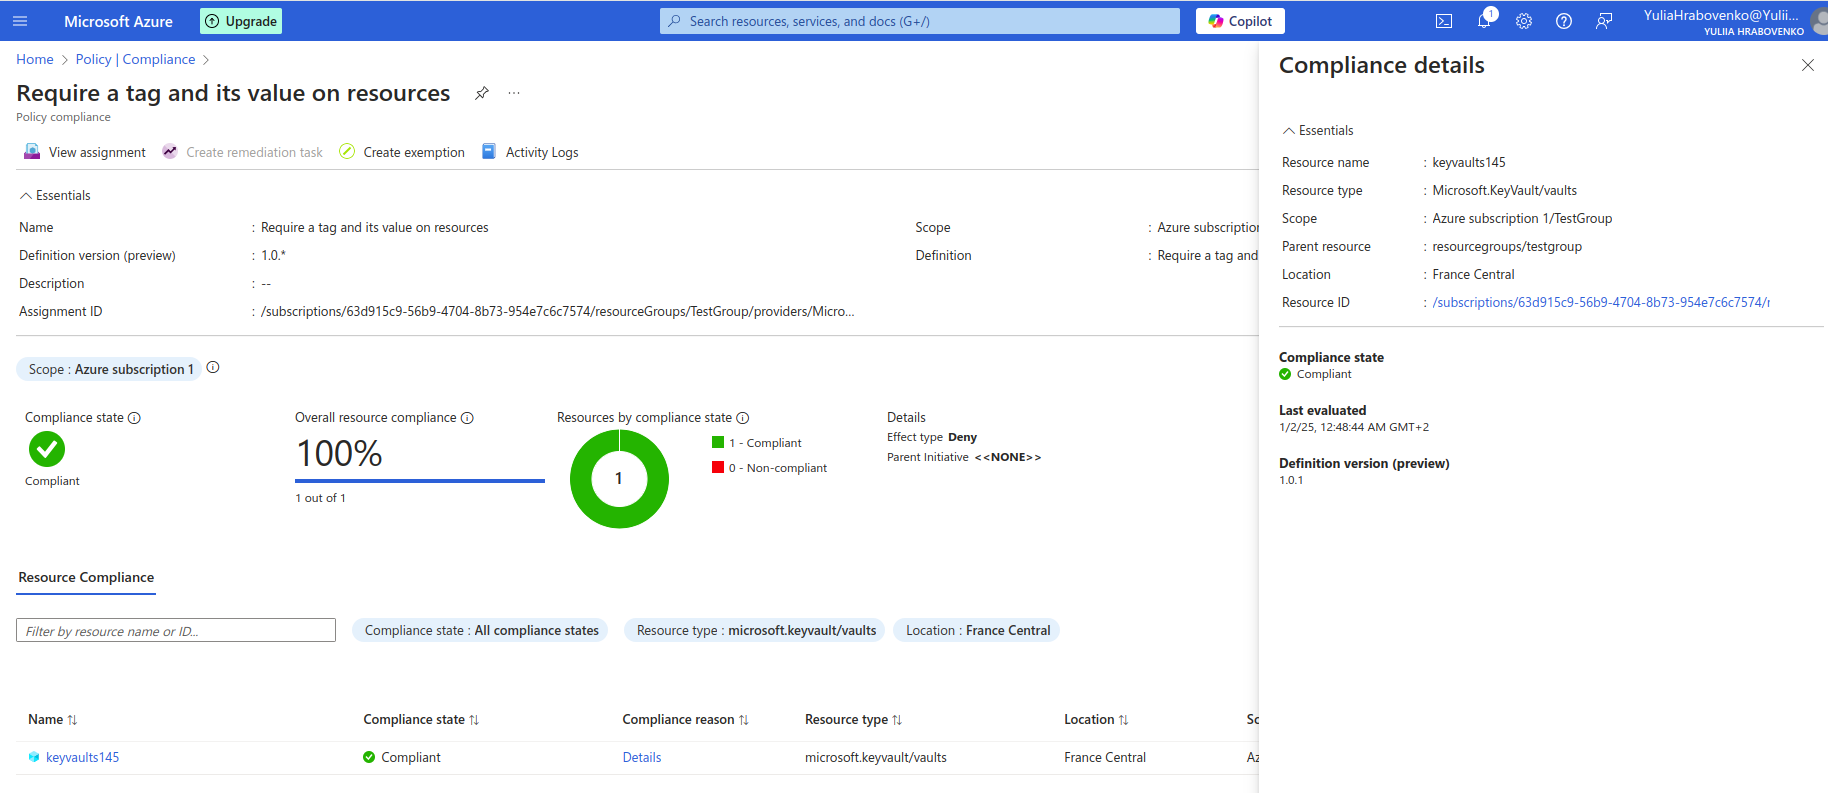 Microsoft Azure
Upgrade
Search resources, services, and docs (G+/)
Copilot
1
YuliaHrabovenko@Yulii...
YULIIA HRABOVENKO
Home > Policy | Compliance >
Require a tag and its value on resources
...
Policy compliance
View assignment
Create remediation task
Create exemption
Activity Logs
Essentials
Name : Require a tag and its value on resources
Scope : Azure subscription
Definition version (preview) : 1.0.*
Definition : Require a tag and
Description : --
Assignment ID : /subscriptions/63d915c9-56b9-4704-8b73-954e7c6c7574/resourceGroups/TestGroup/providers/Micro...
Scope : Azure subscription 1
Compliance state
Compliant
Overall resource compliance
100%
1 out of 1
Resources by compliance state
1
1 - Compliant
0 - Non-compliant
Details
Effect type Deny
Parent Initiative <<NONE>>
Resource Compliance
Filter by resource name or ID...
Compliance state : All compliance states
Resource type : microsoft.keyvault/vaults
Location : France Central
Name Compliance state Compliance reason Resource type Location Sc
keyvaults145 Compliant Details microsoft.keyvault/vaults France Central Az
Compliance details
Essentials
Resource name : keyvaults145
Resource type : Microsoft.KeyVault/vaults
Scope : Azure subscription 1/TestGroup
Parent resource : resourcegroups/testgroup
Location : France Central
Resource ID : /subscriptions/63d915c9-56b9-4704-8b73-954e7c6c7574/r
Compliance state
Compliant
Last evaluated
1/2/25, 12:48:44 AM GMT+2
Definition version (preview)
1.0.1